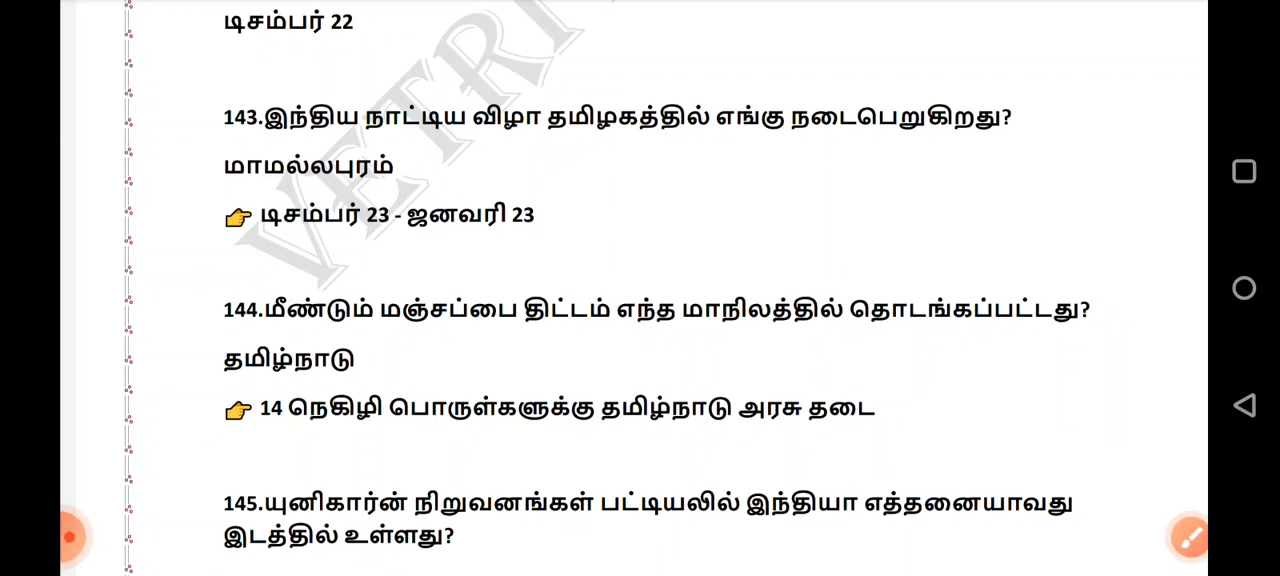 டிசம்பர் 22
VETRI
143.இந்திய நாட்டிய விழா தமிழகத்தில் எங்கு நடைபெறுகிறது?
மாமல்லபுரம்
👉 டிசம்பர் 23 - ஜனவரி 23
144.மீண்டும் மஞ்சப்பை திட்டம் எந்த மாநிலத்தில் தொடங்கப்பட்டது?
தமிழ்நாடு
👉 14 நெகிழி பொருள்களுக்கு தமிழ்நாடு அரசு தடை
145.யுனிகார்ன் நிறுவனங்கள் பட்டியலில் இந்தியா எத்தனையாவது
இடத்தில் உள்ளது?